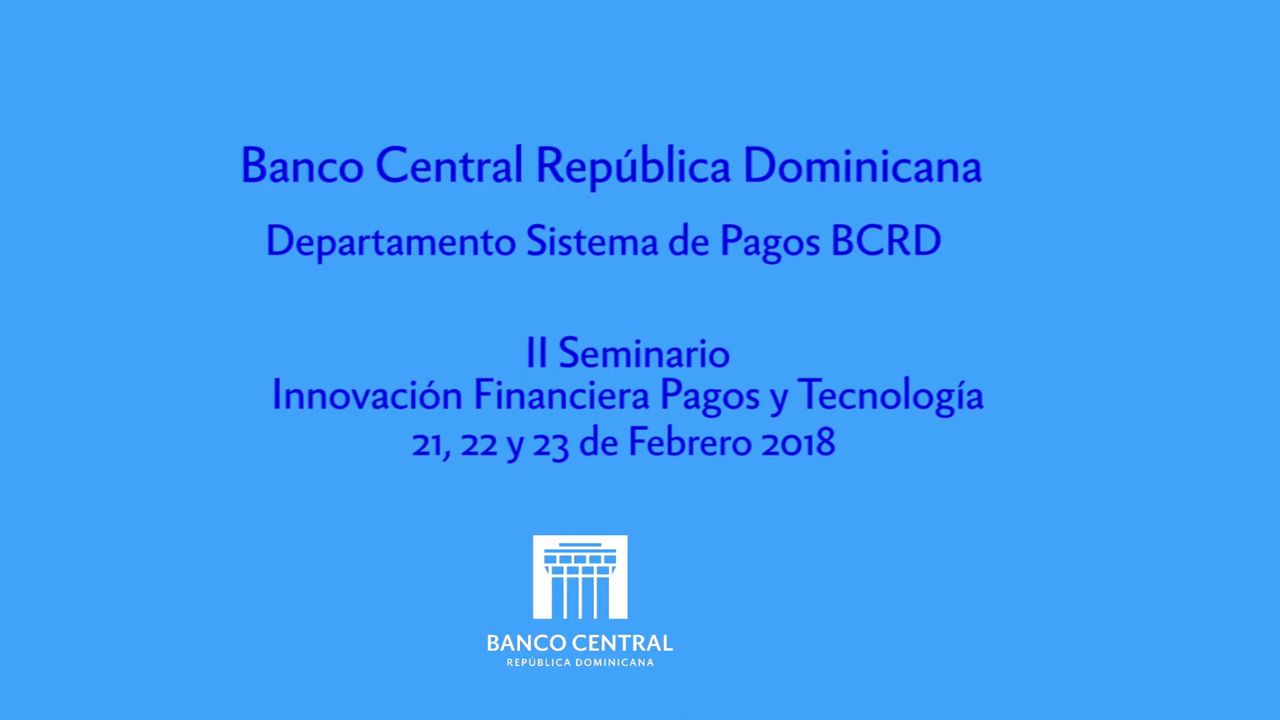 Banco Central República Dominicana
Departamento Sistema de Pagos BCRD
II Seminario
Innovación Financiera Pagos y Tecnología
21, 22 y 23 de Febrero 2018
BANCO CENTRAL
REPÚBLICA DOMINICANA